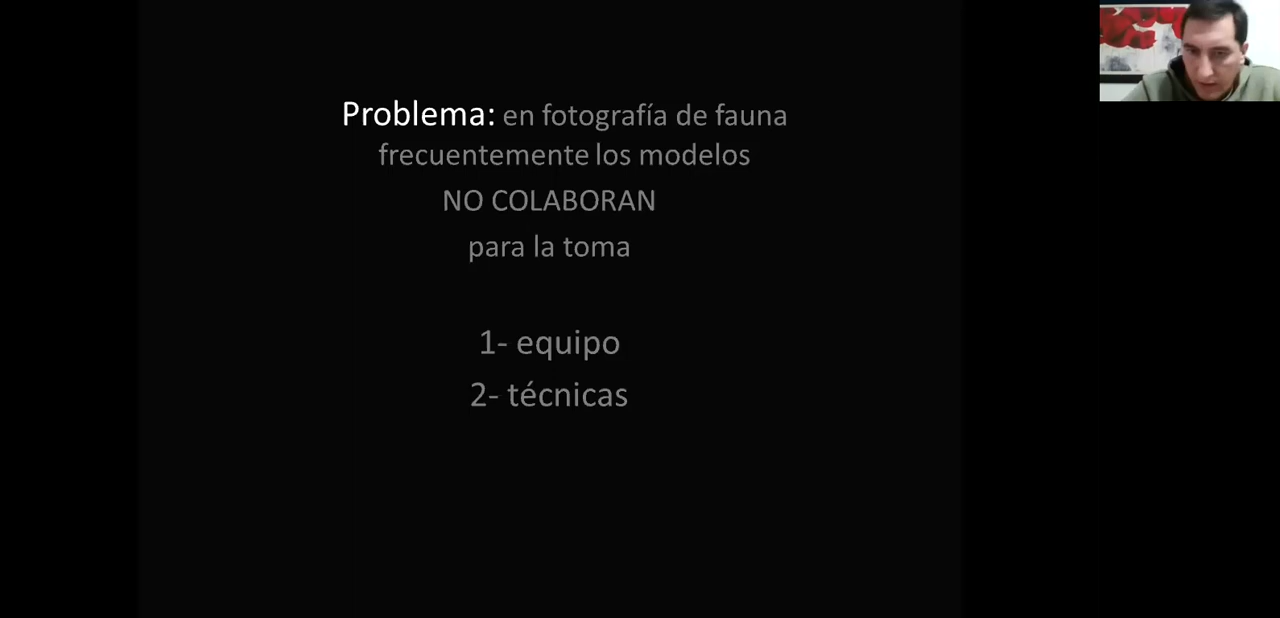 Problema: en fotografía de fauna
frecuentemente los modelos
NO COLABORAN
para la toma
1- equipo
2- técnicas